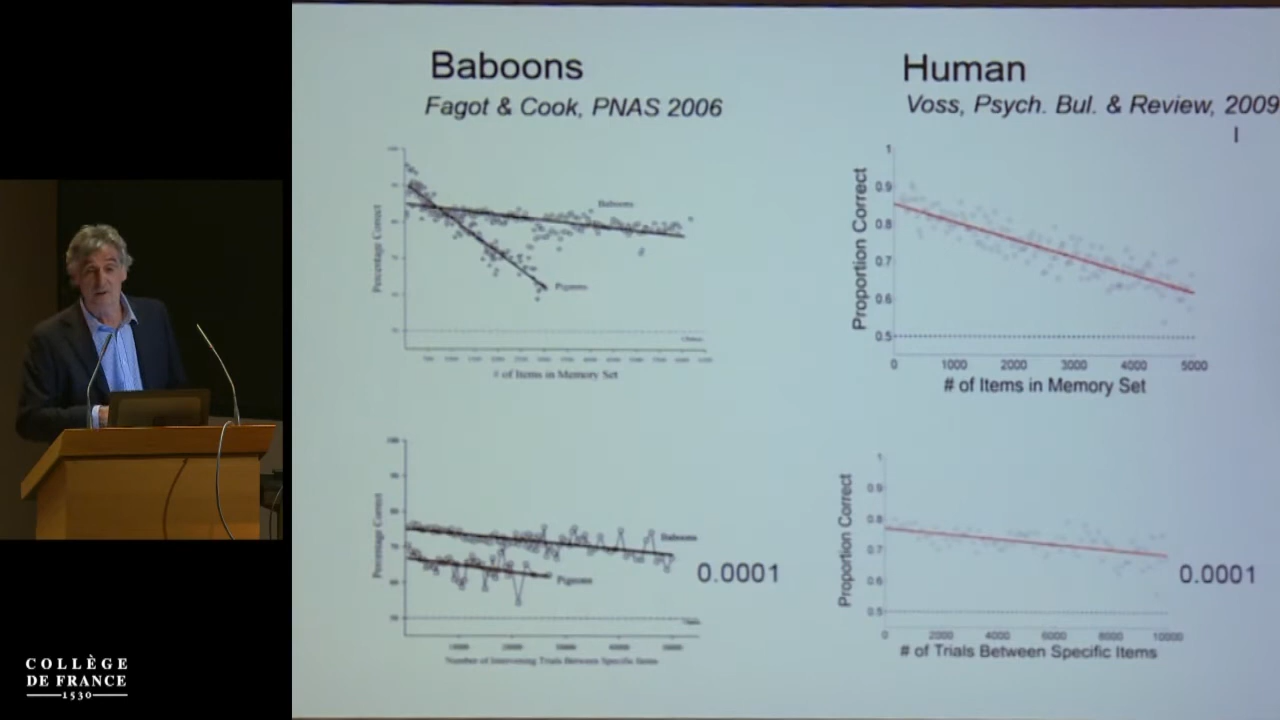 Baboons
Fagot & Cook, PNAS 2006
Human
Voss, Psych. Bul. & Review, 2009
Percentage Correct
Baboons
Pigeons
# of Items in Memory Set
Proportion Correct
1
0.9
0.8
0.7
0.6
0.5
0 1000 2000 3000 4000 5000
# of Items in Memory Set
Percentage Correct
Baboons
Pigeons
Number of Intervening Trials Between Specific Items
0.0001
Proportion Correct
1
0.9
0.8
0.7
0.6
0.5
0 2000 4000 6000 8000 10000
# of Trials Between Specific Items
0.0001
COLLÈGE
DE FRANCE
1530